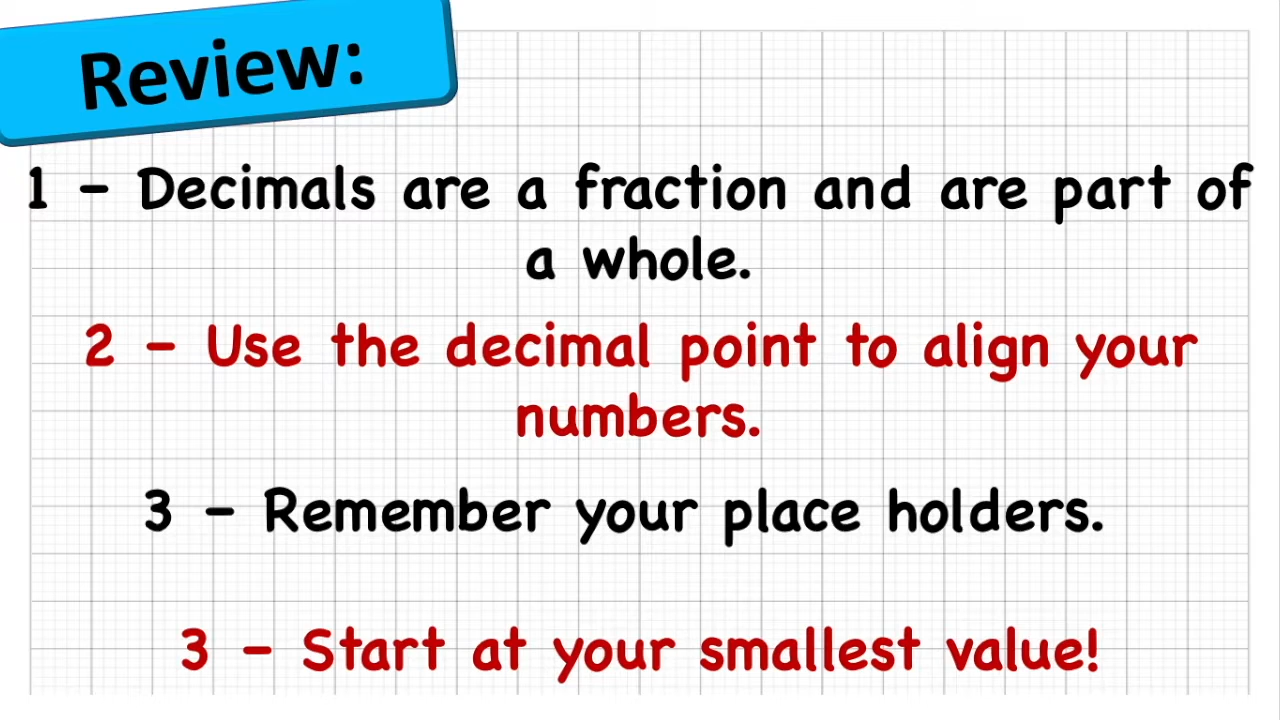 Review:
1 – Decimals are a fraction and are part of
a whole.
2 – Use the decimal point to align your
numbers.
3 – Remember your place holders.
3 – Start at your smallest value!